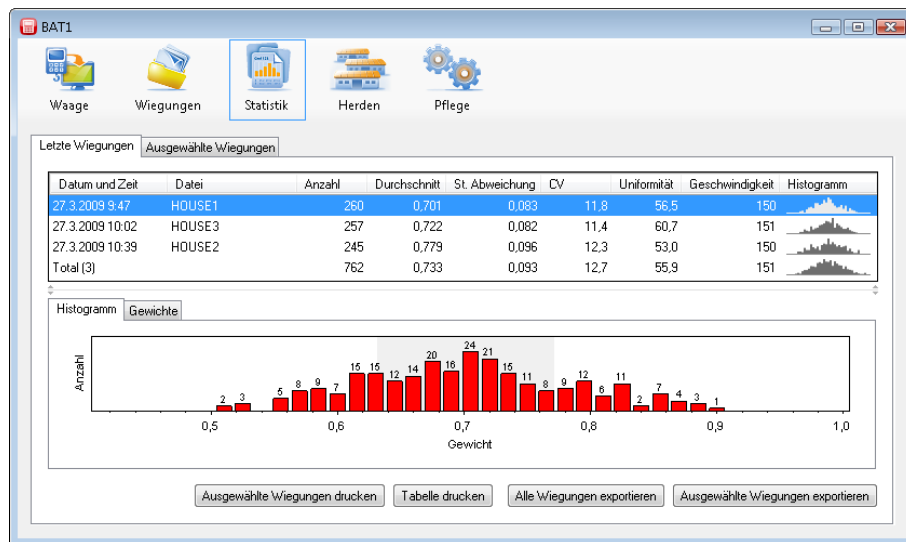 BAT1
Waage Wiegungen Statistik Herden Pflege
Letzte Wiegungen Ausgewählte Wiegungen
Datum und Zeit Datei Anzahl Durchschnitt St. Abweichung CV Uniformität Geschwindigkeit Histogramm
27.3.2009 9:47 HOUSE1 260 0,701 0,083 11,8 56,5 150
27.3.2009 10:02 HOUSE3 257 0,722 0,082 11,4 60,7 151
27.3.2009 10:39 HOUSE2 245 0,779 0,096 12,3 53,0 150
Total (3) 762 0,733 0,093 12,7 55,9 151
Histogramm Gewichte
Anzahl
2 3 5 8 9 7 15 15 12 14 20 16 24 21 15 11 8 9 12 6 11 2 7 4 3 1
0,5 0,6 0,7 0,8 0,9 1,0
Gewicht
Ausgewählte Wiegungen drucken Tabelle drucken Alle Wiegungen exportieren Ausgewählte Wiegungen exportieren